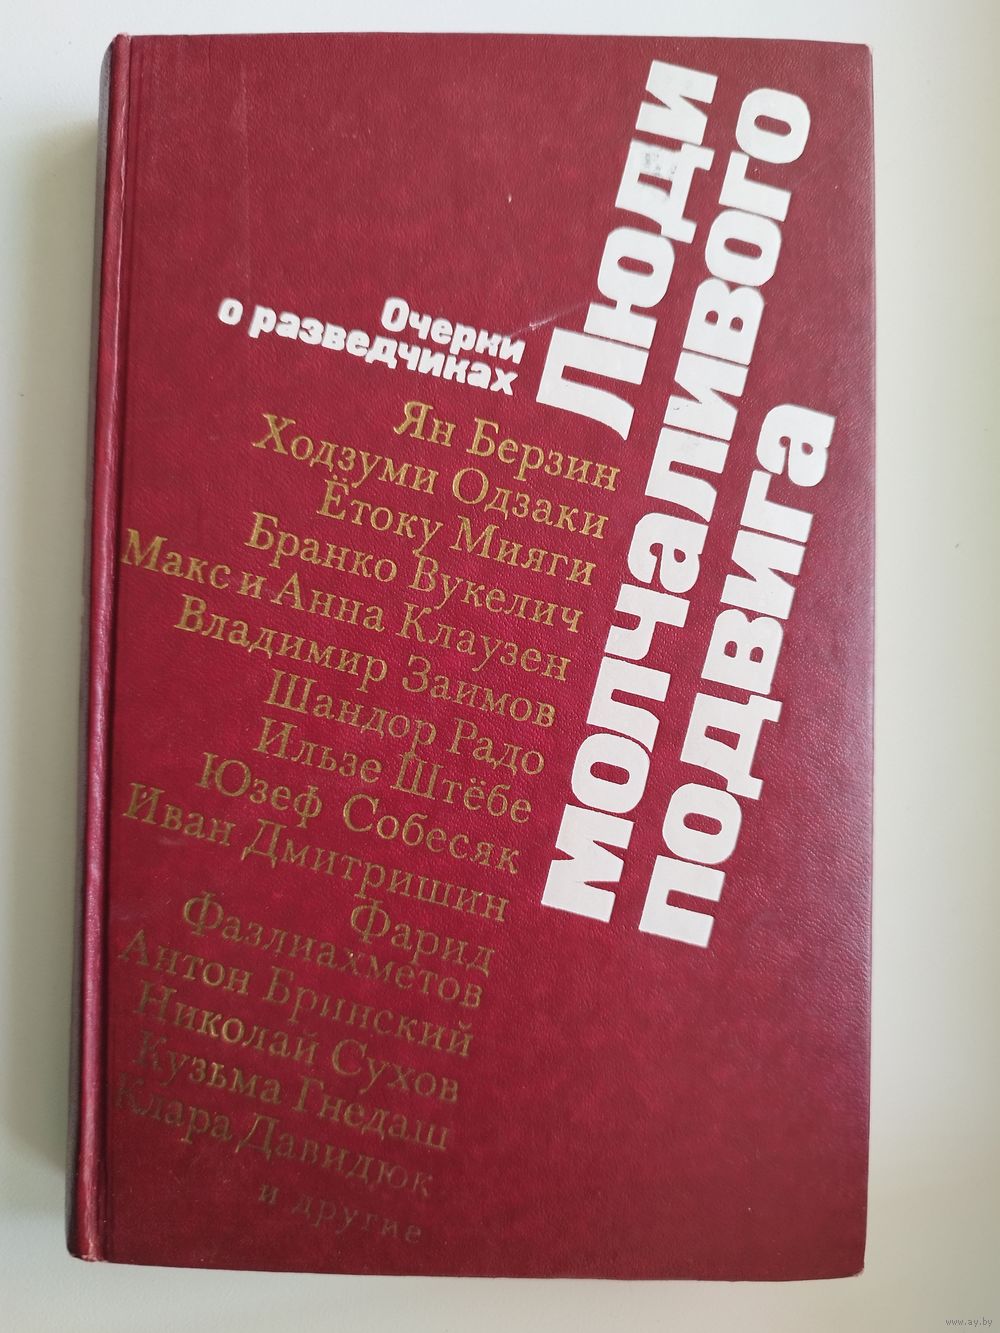 Люди
молчаливого
подвига
Очерки
о разведчиках
Ян Берзин
Ходзуми Одзаки
Ётоку Мияги
Бранко Вукелич
Макс и Анна Клаузен
Владимир Заимов
Шандор Радо
Ильзе Штёбе
Юзеф Собесяк
Иван Дмитришин
Фарид
Фазлиахметов
Антон Бринский
Николай Сухов
Кузьма Гнедаш
Клара Давидюк
и другие
www.ay.by